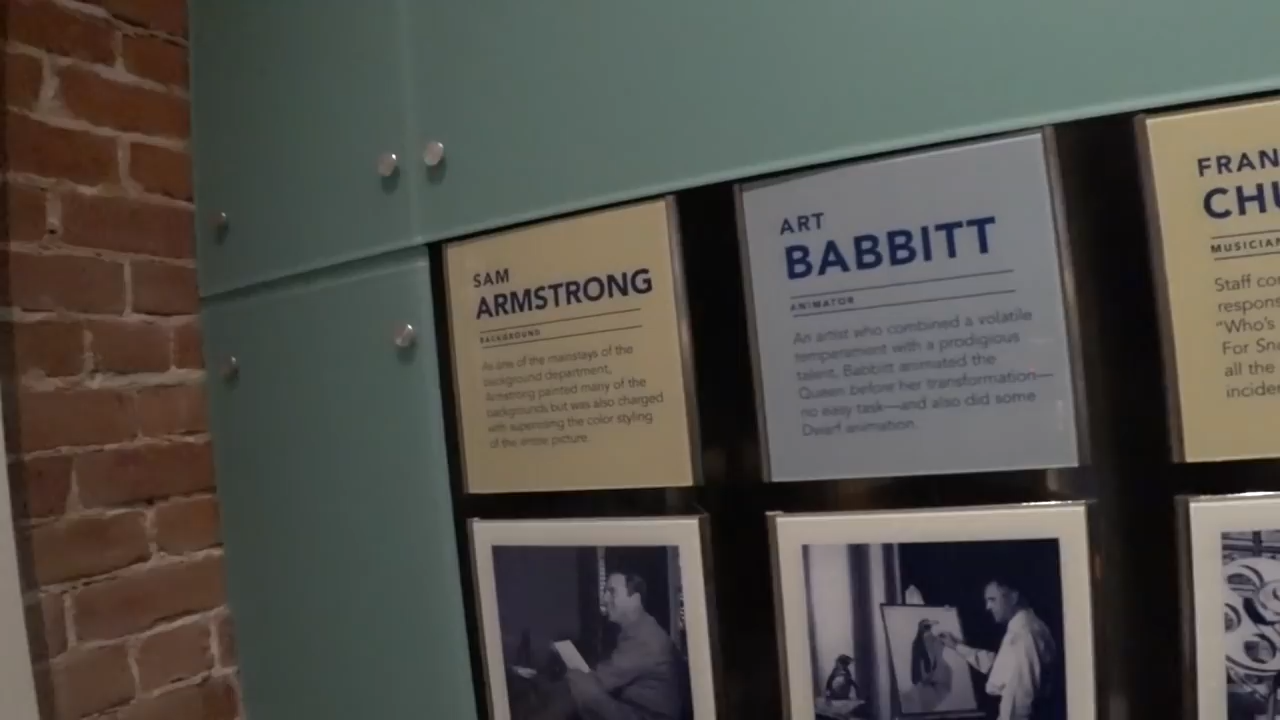 SAM
ARMSTRONG
BACKGROUND
As one of the mainstays of the
background department,
Armstrong painted many of the
backgrounds but was also charged
with supervising the color styling
of the entire picture.
ART
BABBITT
ANIMATOR
An artist who combined a volatile
temperament with a prodigious
talent, Babbitt animated the
Queen before her transformation—
no easy task—and also did some
Dwarf animation.
FRAN
CHU
MUSICIAN
Staff co
respons
"Who's
For Sno
all the
inciden